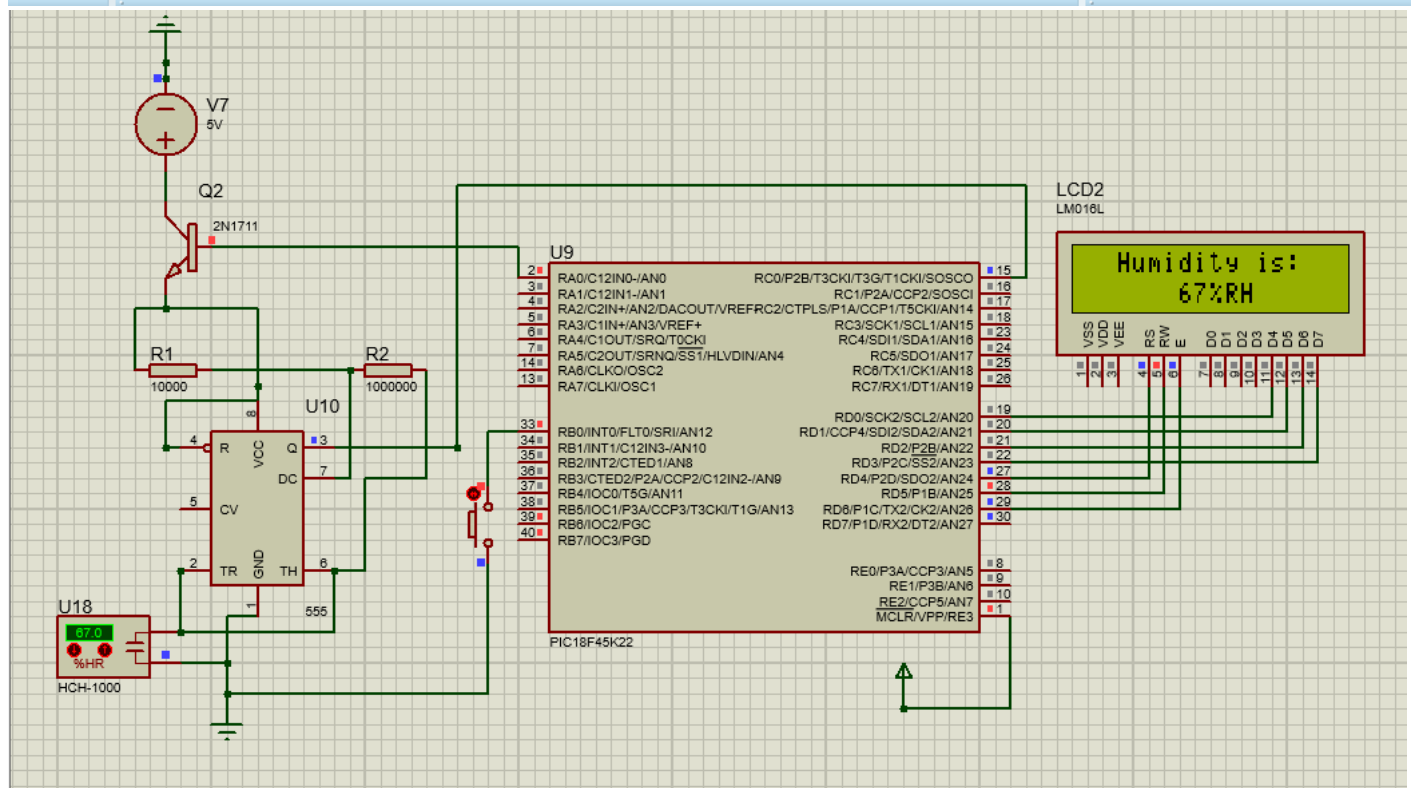 V7
5V
Q2
2N1711
LCD2
LM016L
Humidity is:
67%RH
VSS
VDD
VEE
RS
RW
E
D0
D1
D2
D3
D4
D5
D6
D7
1
2
3
4
5
6
7
8
9
10
11
12
13
14
U9
2
RA0/C12IN0-/AN0
3
RA1/C12IN1-/AN1
4
RA2/C2IN+/AN2/DACOUT/VREF
5
RA3/C1IN+/AN3/VREF+
6
RA4/C1OUT/SRQ/T0CKI
7
RA5/C2OUT/SRNQ/SS1/HLVDIN/AN4
14
RA6/CLKO/OSC2
13
RA7/CLKI/OSC1
33
RB0/INT0/FLT0/SRI/AN12
34
RB1/INT1/C12IN3-/AN10
35
RB2/INT2/CTED1/AN8
36
RB3/CTED2/P2A/CCP2/C12IN2-/AN9
37
RB4/IOC0/T5G/AN11
38
RB5/IOC1/P3A/CCP3/T3CKI/T1G/AN13
39
RB6/IOC2/PGC
40
RB7/IOC3/PGD
RC0/P2B/T3CKI/T3G/T1CKI/SOSCO
15
RC1/P2A/CCP2/SOSCI
16
RC2/CTPLS/P1A/CCP1/T5CKI/AN14
17
RC3/SCK1/SCL1/AN15
18
RC4/SDI1/SDA1/AN16
23
RC5/SDO1/AN17
24
RC6/TX1/CK1/AN18
25
RC7/RX1/DT1/AN19
26
RD0/SCK2/SCL2/AN20
19
RD1/CCP4/SDI2/SDA2/AN21
20
RD2/P2B/AN22
21
RD3/P2C/SS2/AN23
22
RD4/P2D/SDO2/AN24
27
RD5/P1B/AN25
28
RD6/P1C/TX2/CK2/AN26
29
RD7/P1D/RX2/DT2/AN27
30
RE0/P3A/CCP3/AN5
8
RE1/P3B/AN6
9
RE2/CCP5/AN7
10
MCLR/VPP/RE3
1
PIC18F45K22
R1
10000
R2
1000000
U10
8
4
R
VCC
Q
3
DC
7
5
CV
2
TR
GND
TH
6
1
555
U18
67.0
%HR
HCH-1000